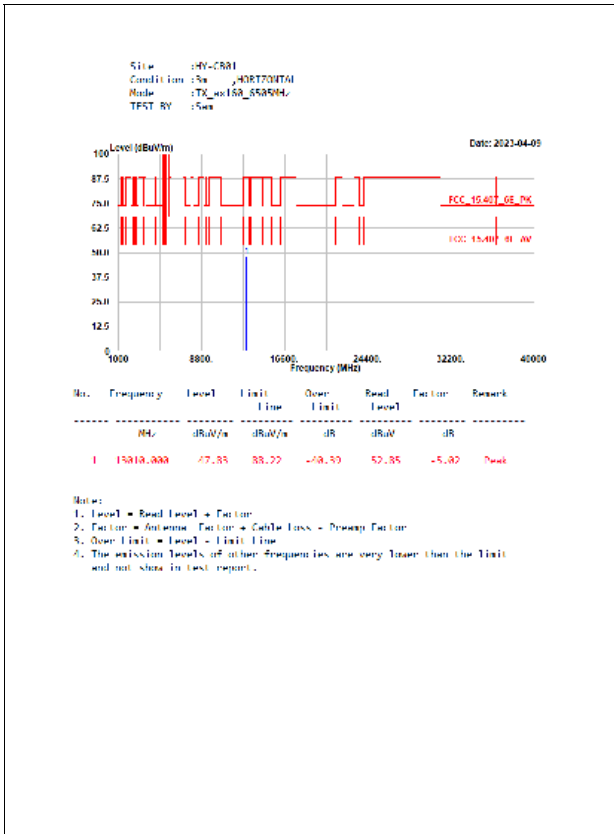 Site :HY-CB01
Condition :3m ,HORIZONTAL
Mode :TX_ax160_6505MHz
TEST BY :Sam
Level (dBuV/m)
Date: 2023-04-09
100
87.5
75.0
FCC_15.407_6E_PK
62.5
FCC_15.407_6E_AV
50.0
37.5
25.0
12.5
0
1000 8800. 16600. 24400. 32200. 40000
Frequency (MHz)
No. Frequency Level Limit Over Read Factor Remark
Line Limit Level
MHz dBuV/m dBuV/m dB dBuV dB
1 13010.000 47.83 88.22 -40.39 52.85 -5.02 Peak
Note:
1. Level = Read Level + Factor
2. Factor = Antenna Factor + Cable Loss - Preamp Factor
3. Over Limit = Level - Limit Line
4. The emission levels of other frequencies are very lower than the limit
and not show in test report.